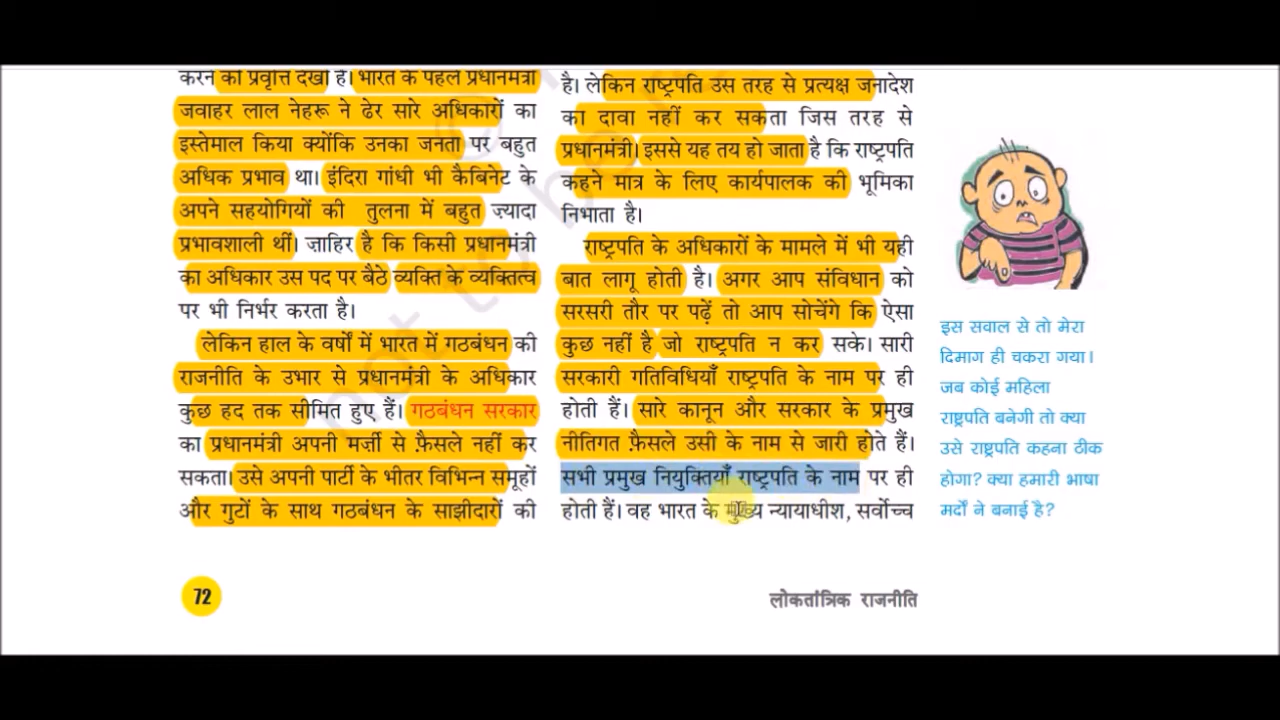 करने की प्रवृत्ति देखी है। भारत के पहले प्रधानमंत्री
जवाहर लाल नेहरू ने ढेर सारे अधिकारों का
इस्तेमाल किया क्योंकि उनका जनता पर बहुत
अधिक प्रभाव था। इंदिरा गांधी भी कैबिनेट के
अपने सहयोगियों की तुलना में बहुत ज़्यादा
प्रभावशाली थीं। ज़ाहिर है कि किसी प्रधानमंत्री
का अधिकार उस पद पर बैठे व्यक्ति के व्यक्तित्व
पर भी निर्भर करता है।
लेकिन हाल के वर्षों में भारत में गठबंधन की
राजनीति के उभार से प्रधानमंत्री के अधिकार
कुछ हद तक सीमित हुए हैं। गठबंधन सरकार
का प्रधानमंत्री अपनी मर्ज़ी से फ़ैसले नहीं कर
सकता। उसे अपनी पार्टी के भीतर विभिन्न समूहों
और गुटों के साथ गठबंधन के साझीदारों की
72
है। लेकिन राष्ट्रपति उस तरह से प्रत्यक्ष जनादेश
का दावा नहीं कर सकता जिस तरह से
प्रधानमंत्री। इससे यह तय हो जाता है कि राष्ट्रपति
कहने मात्र के लिए कार्यपालक की भूमिका
निभाता है।
राष्ट्रपति के अधिकारों के मामले में भी यही
बात लागू होती है। अगर आप संविधान को
सरसरी तौर पर पढ़ें तो आप सोचेंगे कि ऐसा
कुछ नहीं है जो राष्ट्रपति न कर सके। सारी
सरकारी गतिविधियाँ राष्ट्रपति के नाम पर ही
होती हैं। सारे कानून और सरकार के प्रमुख
नीतिगत फ़ैसले उसी के नाम से जारी होते हैं।
सभी प्रमुख नियुक्तियाँ राष्ट्रपति के नाम पर ही
होती हैं। वह भारत के मुख्य न्यायाधीश, सर्वोच्च
लोकतांत्रिक राजनीति
इस सवाल से तो मेरा
दिमाग ही चकरा गया।
जब कोई महिला
राष्ट्रपति बनेगी तो क्या
उसे राष्ट्रपति कहना ठीक
होगा? क्या हमारी भाषा
मर्दों ने बनाई है?